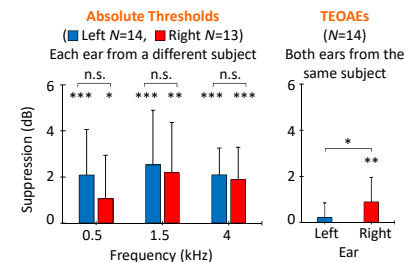 Absolute Thresholds
(Left N=14, Right N=13)
Each ear from a different subject
n.s. n.s. n.s.
*** * *** ** *** ***
6
4
2
0
Suppression (dB)
0.5 1.5 4
Frequency (kHz)
TEOAEs
(N=14)
Both ears from the
same subject
6
4
2
0
*
**
Left Right
Ear